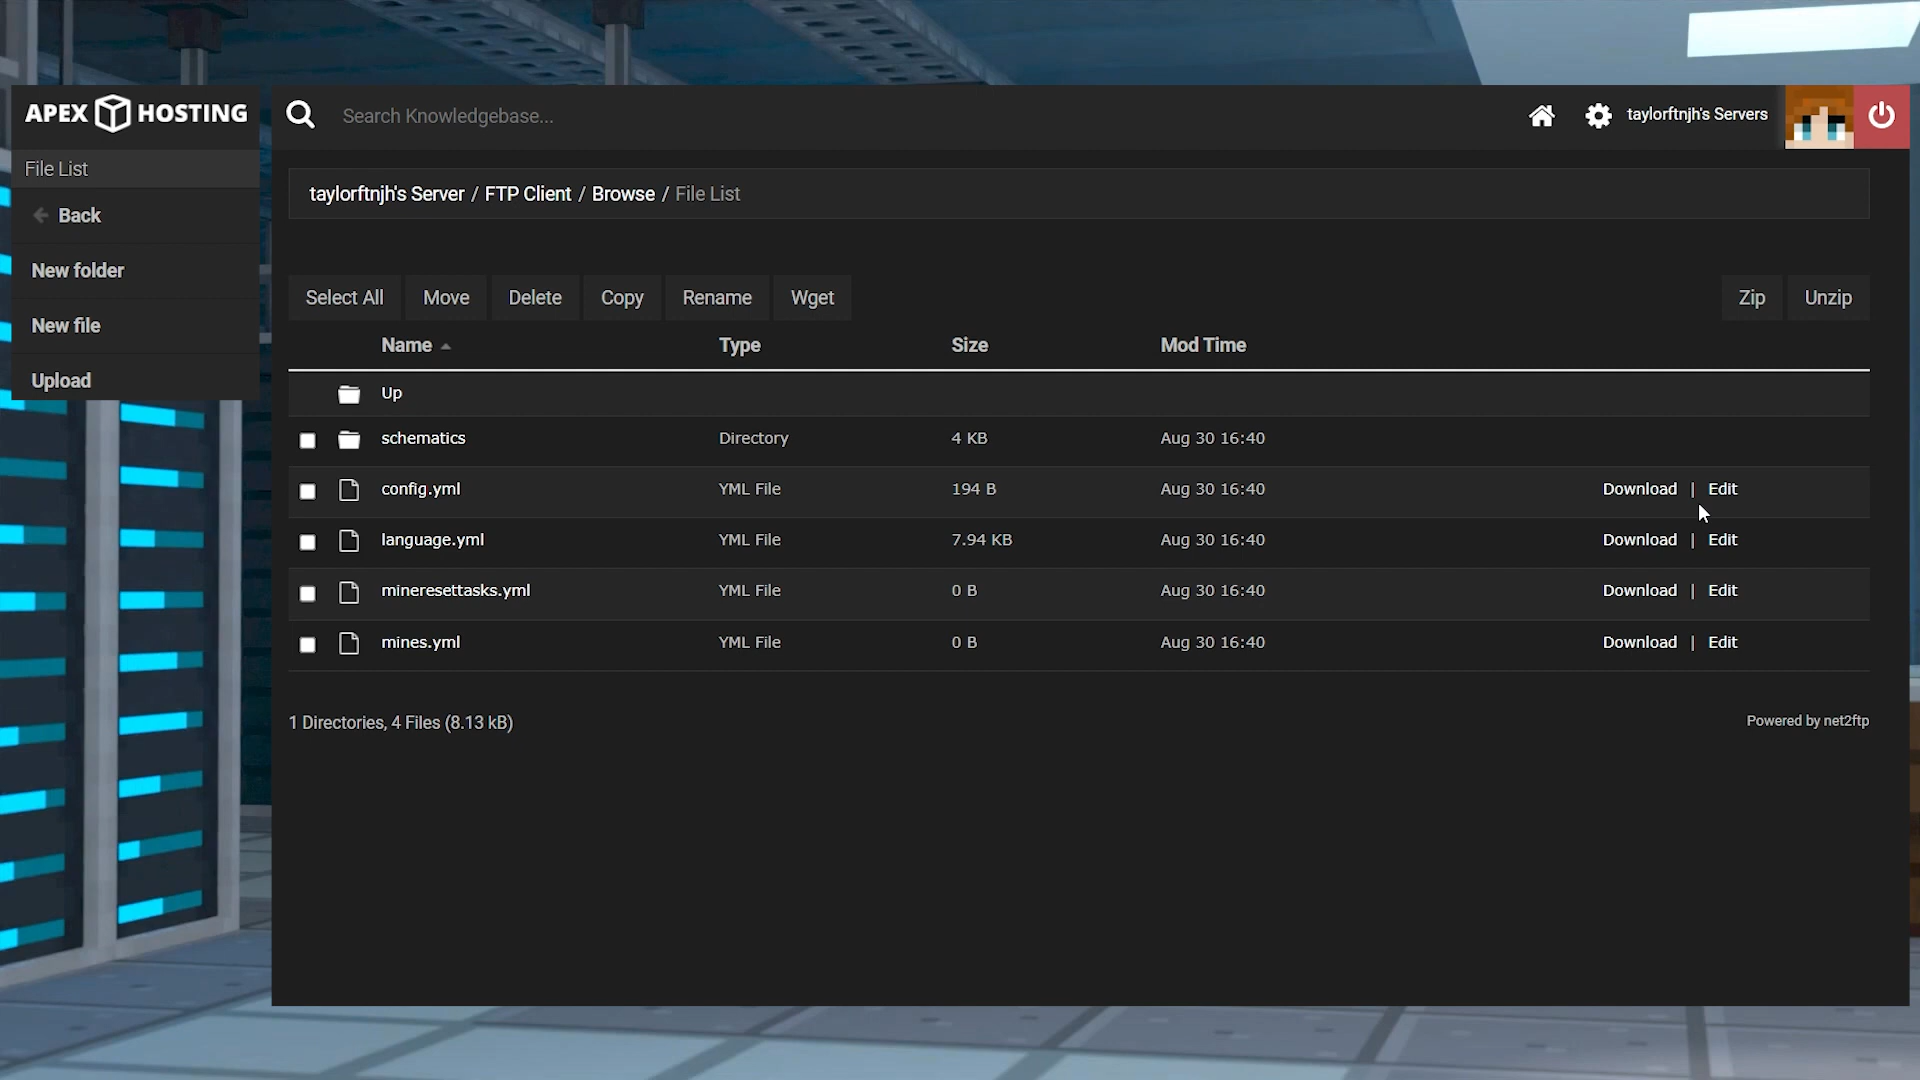 APEX HOSTING
Search Knowledgebase...
taylorftnjh's Servers
File List
Back
New folder
New file
Upload
taylorftnjh's Server / FTP Client / Browse / File List
Select All Move Delete Copy Rename Wget Zip Unzip
Name Type Size Mod Time
Up
schematics Directory 4 KB Aug 30 16:40
config.yml YML File 194 B Aug 30 16:40 Download | Edit
language.yml YML File 7.94 KB Aug 30 16:40 Download | Edit
mineresettasks.yml YML File 0 B Aug 30 16:40 Download | Edit
mines.yml YML File 0 B Aug 30 16:40 Download | Edit
1 Directories, 4 Files (8.13 kB)
Powered by net2ftp